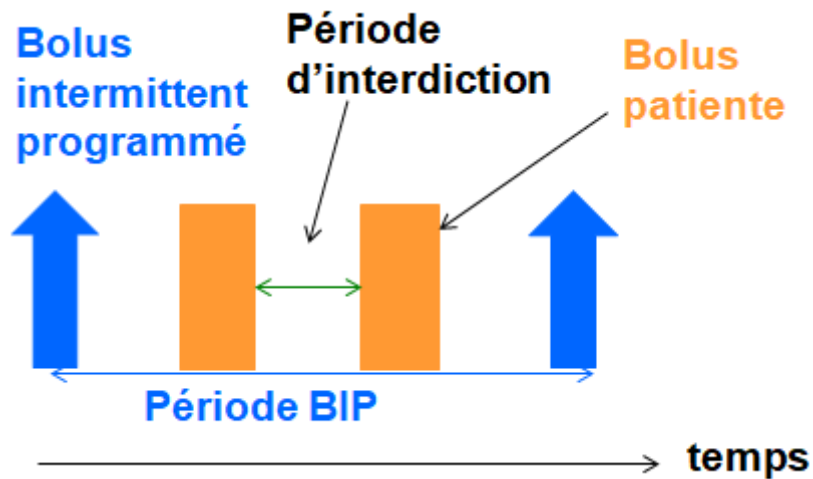 Bolus
intermittent
programmé
Période
d’interdiction
Bolus
patiente
Période BIP
temps